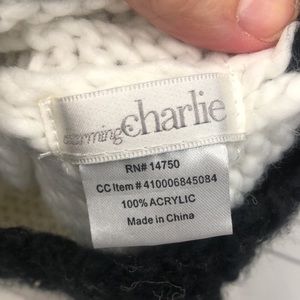 charming charlie
RN# 14750
CC Item # 410006845084
100% ACRYLIC
Made in China